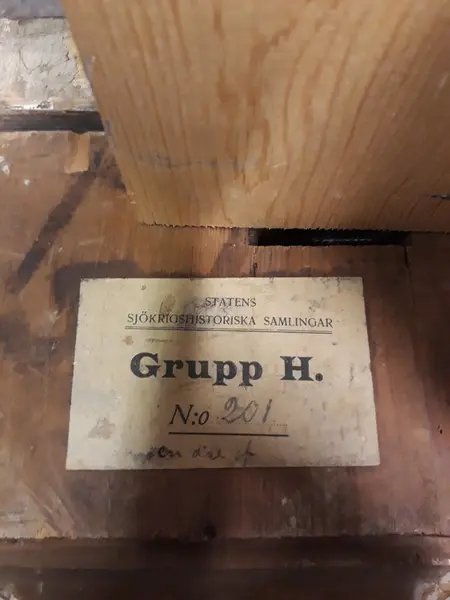 STATENS
SJÖKRIGSHISTORISKA SAMLINGAR
Grupp H.
N:o 201